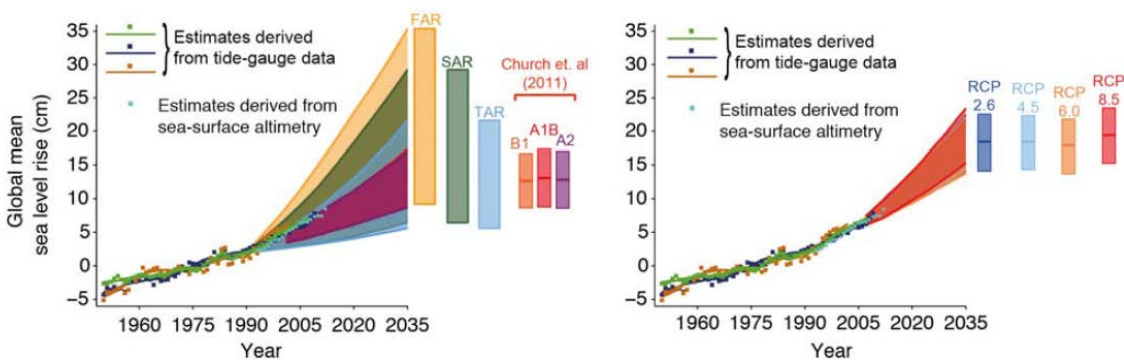 Global mean
sea level rise (cm)
35
30
25
20
15
10
5
0
−5
Estimates derived
from tide-gauge data
Estimates derived from
sea-surface altimetry
FAR
SAR
TAR
Church et. al
(2011)
B1
A1B
A2
1960
1975
1990
2005
2020
2035
Year
35
30
25
20
15
10
5
0
−5
Estimates derived
from tide-gauge data
Estimates derived from
sea-surface altimetry
RCP
2.6
RCP
4.5
RCP
6.0
RCP
8.5
1960
1975
1990
2005
2020
2035
Year